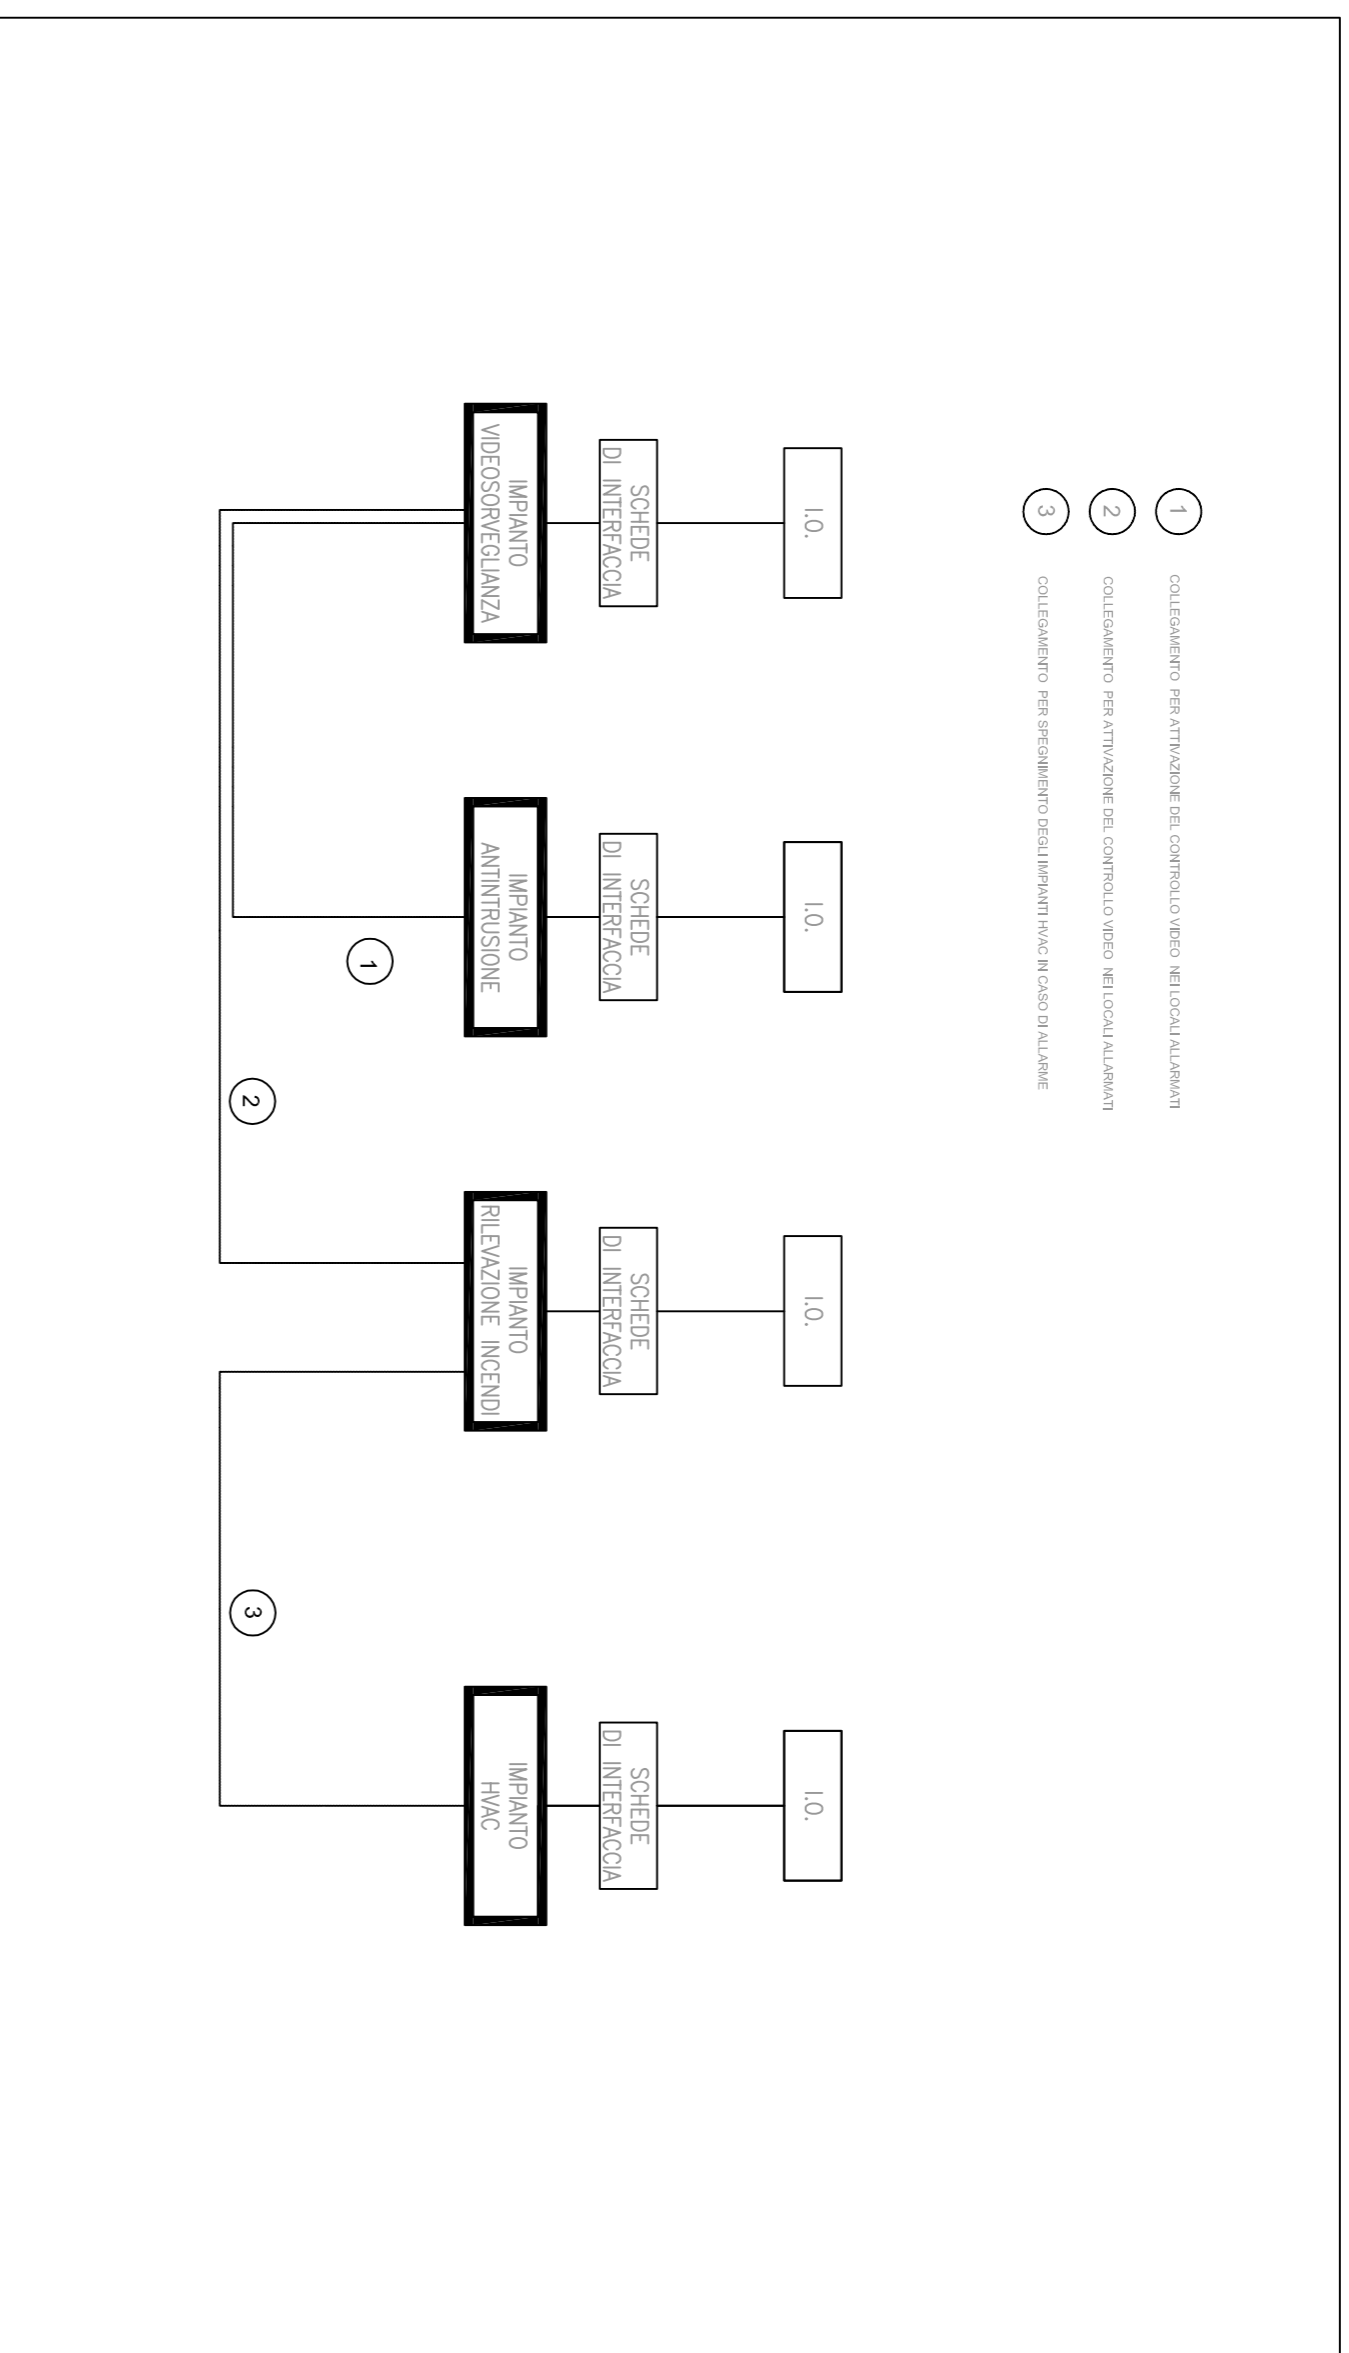 1 COLLEGAMENTO PER ATTIVAZIONE DEL CONTROLLO VIDEO NEI LOCALI ALLARMATI
2 COLLEGAMENTO PER ATTIVAZIONE DEL CONTROLLO VIDEO NEI LOCALI ALLARMATI
3 COLLEGAMENTO PER SPEGNIMENTO DEGLI IMPIANTI HVAC IN CASO DI ALLARME
I.O.
I.O.
I.O.
I.O.
SCHEDE
DI INTERFACCIA
SCHEDE
DI INTERFACCIA
SCHEDE
DI INTERFACCIA
SCHEDE
DI INTERFACCIA
IMPIANTO
VIDEOSORVEGLIANZA
IMPIANTO
ANTINTRUSIONE
IMPIANTO
RILEVAZIONE INCENDI
IMPIANTO
HVAC
1
2
3